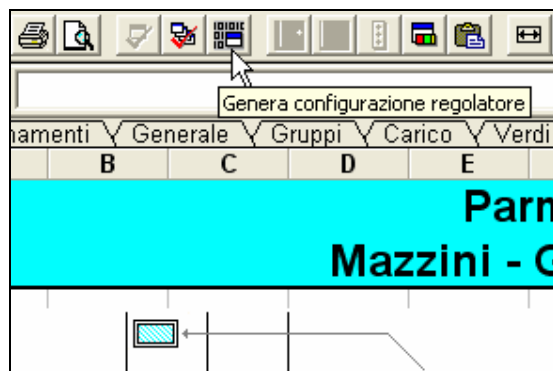 Genera configurazione regolatore
namenti Generale Gruppi Carico Verdi
B C D E
Parm
Mazzini - G